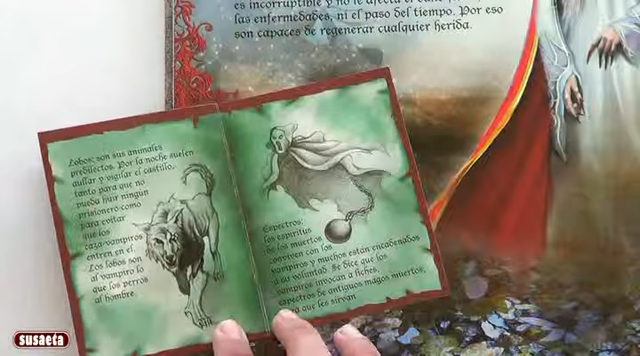 es incorruptible y no le afecta el
las enfermedades, ni el paso del tiempo. Por eso
son capaces de regenerar cualquier herida.
Lobos: son sus animales
predilectos. Por la noche suelen
aullar y vigilar el castillo,
tanto para que no
pueda huir ningún
prisionero como
para evitar
que los
caza-vampiros
entren en él.
Los lobos son
al vampiro lo
que los perros
al hombre.
Espectros:
los espíritus
de los muertos
conviven con los
vampiros y muchos están encadenados
a su voluntad. Se dice que los
vampiros invocan a
espectros de antiguos magos muertos,
para que les sirvan
susaeta